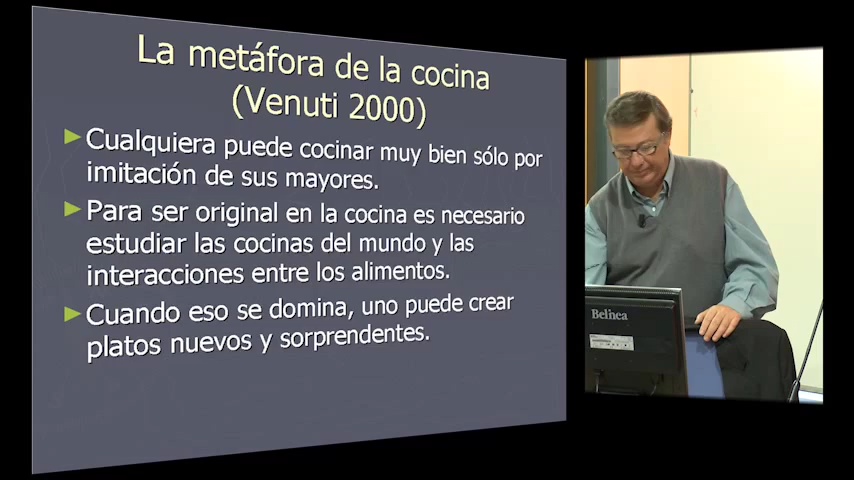 La metáfora de la cocina
(Venuti 2000)
Cualquiera puede cocinar muy bien sólo por
imitación de sus mayores.
Para ser original en la cocina es necesario
estudiar las cocinas del mundo y las
interacciones entre los alimentos.
Cuando eso se domina, uno puede crear
platos nuevos y sorprendentes.
Belinea